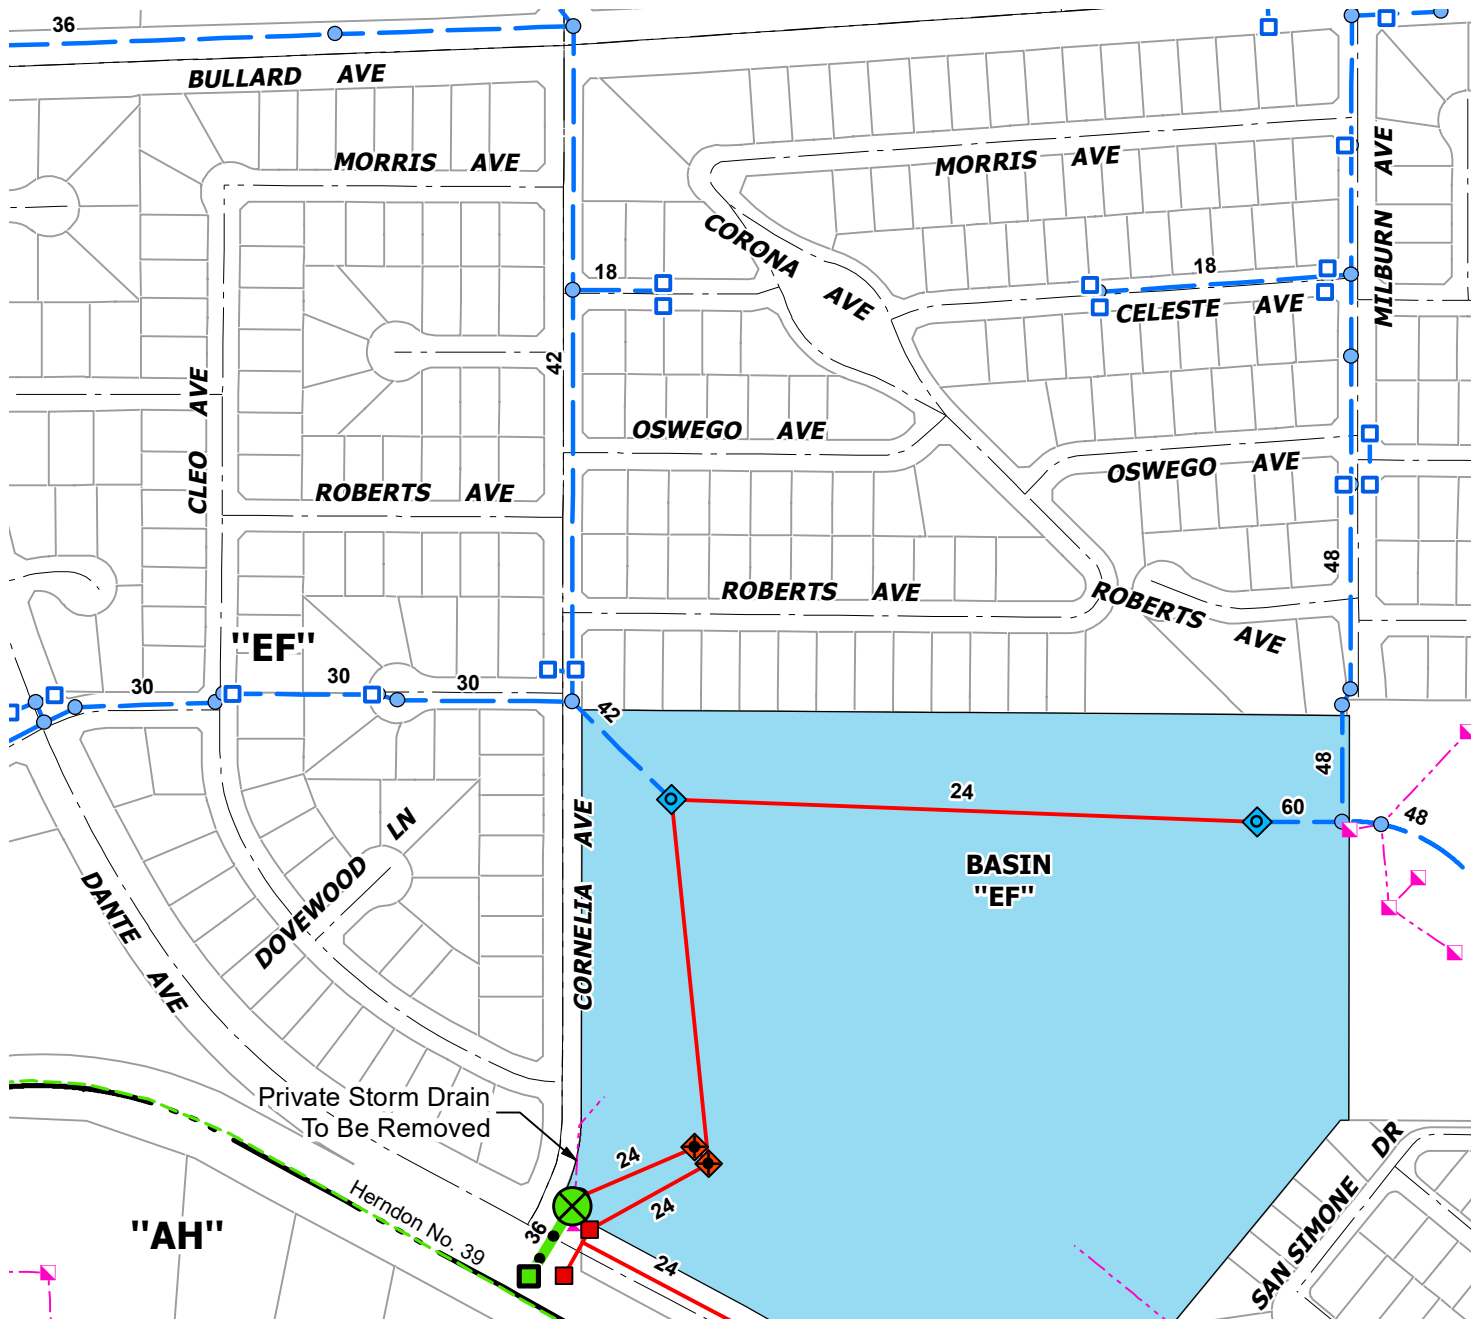 36
BULLARD AVE
MORRIS AVE
MORRIS AVE
MILBURN AVE
CORONA AVE
18
18
CELESTE AVE
42
CLEO AVE
OSWEGO AVE
OSWEGO AVE
ROBERTS AVE
48
ROBERTS AVE
ROBERTS AVE
"EF"
30
30
30
42
48
24
60
48
DOVEWOOD LN
CORNELIA AVE
BASIN
"EF"
DANTE AVE
Private Storm Drain
To Be Removed
24
24
36
Herndon No. 39
"AH"
24
SAN SIMONE DR